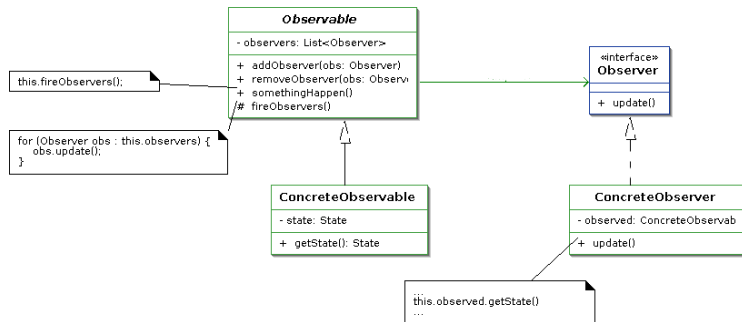 Observable
- observers: List<Observer>
+ addObserver(obs: Observer)
+ removeObserver(obs: Observe
+ somethingHappen()
# fireObservers()
«interface»
Observer
+ update()
this.fireObservers();
for (Observer obs : this.observers) {
obs.update();
}
ConcreteObservable
- state: State
+ getState(): State
ConcreteObserver
- observed: ConcreteObservab
+ update()
...
this.observed.getState()
...